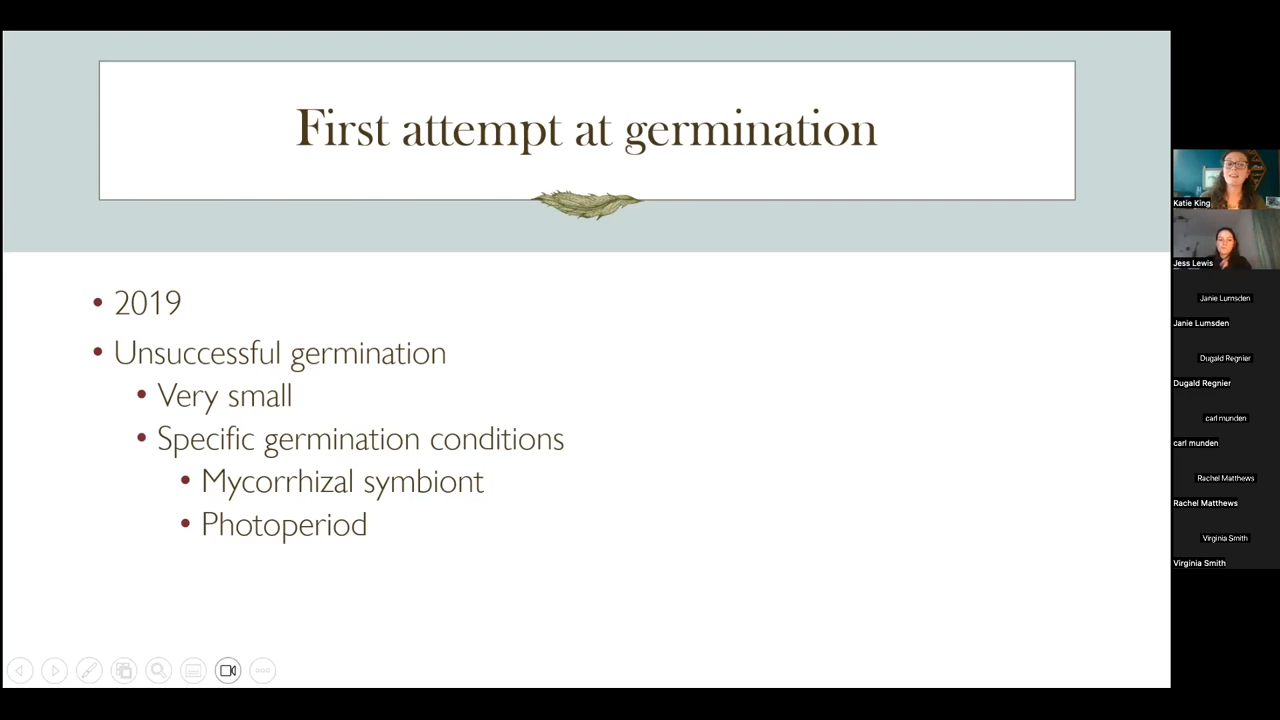 First attempt at germination
• 2019
• Unsuccessful germination
• Very small
• Specific germination conditions
• Mycorrhizal symbiont
• Photoperiod
Katie King
Jess Lewis
Janie Lumsden
Janie Lumsden
Dugald Regnier
Dugald Regnier
carl munden
carl munden
Rachel Matthews
Rachel Matthews
Virginia Smith
Virginia Smith